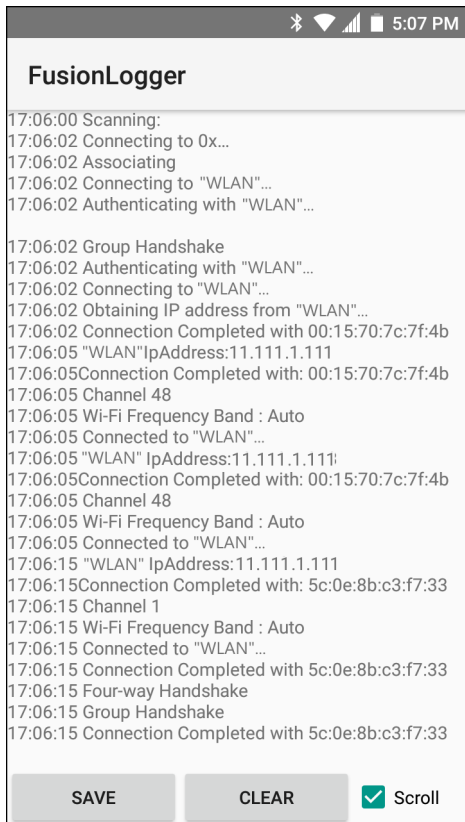 5:07 PM
FusionLogger
17:06:00 Scanning:
17:06:02 Connecting to 0x...
17:06:02 Associating
17:06:02 Connecting to "WLAN"...
17:06:02 Authenticating with "WLAN"...
17:06:02 Group Handshake
17:06:02 Authenticating with "WLAN"...
17:06:02 Connecting to "WLAN"...
17:06:02 Obtaining IP address from "WLAN"...
17:06:02 Connection Completed with 00:15:70:7c:7f:4b
17:06:05 "WLAN"IpAddress:11.111.1.111
17:06:05Connection Completed with: 00:15:70:7c:7f:4b
17:06:05 Channel 48
17:06:05 Wi-Fi Frequency Band : Auto
17:06:05 Connected to "WLAN"...
17:06:05 "WLAN" IpAddress:11.111.1.111
17:06:05Connection Completed with: 00:15:70:7c:7f:4b
17:06:05 Channel 48
17:06:05 Wi-Fi Frequency Band : Auto
17:06:05 Connected to "WLAN"...
17:06:15 "WLAN" IpAddress:11.111.1.111
17:06:15Connection Completed with: 5c:0e:8b:c3:f7:33
17:06:15 Channel 1
17:06:15 Wi-Fi Frequency Band : Auto
17:06:15 Connected to "WLAN"...
17:06:15 Connection Completed with 5c:0e:8b:c3:f7:33
17:06:15 Four-way Handshake
17:06:15 Group Handshake
17:06:15 Connection Completed with 5c:0e:8b:c3:f7:33
SAVE CLEAR Scroll